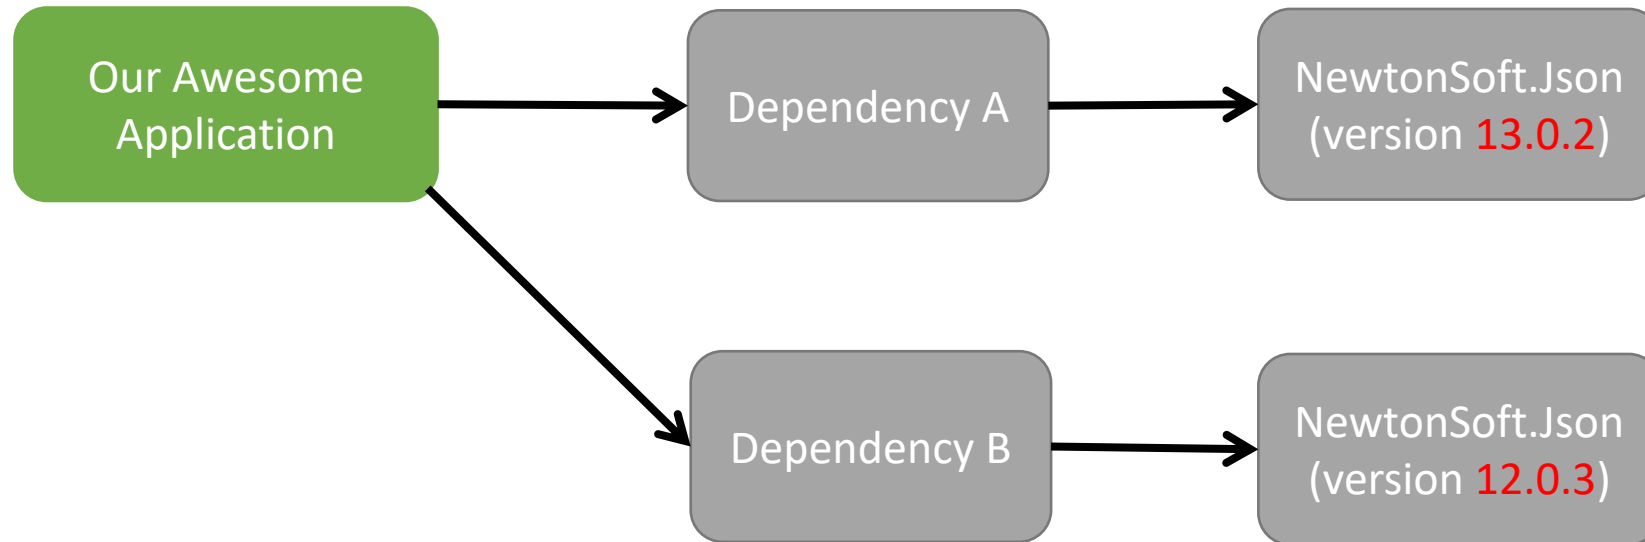 Our Awesome
Application
Dependency A
NewtonSoft.Json
(version 13.0.2)
Dependency B
NewtonSoft.Json
(version 12.0.3)